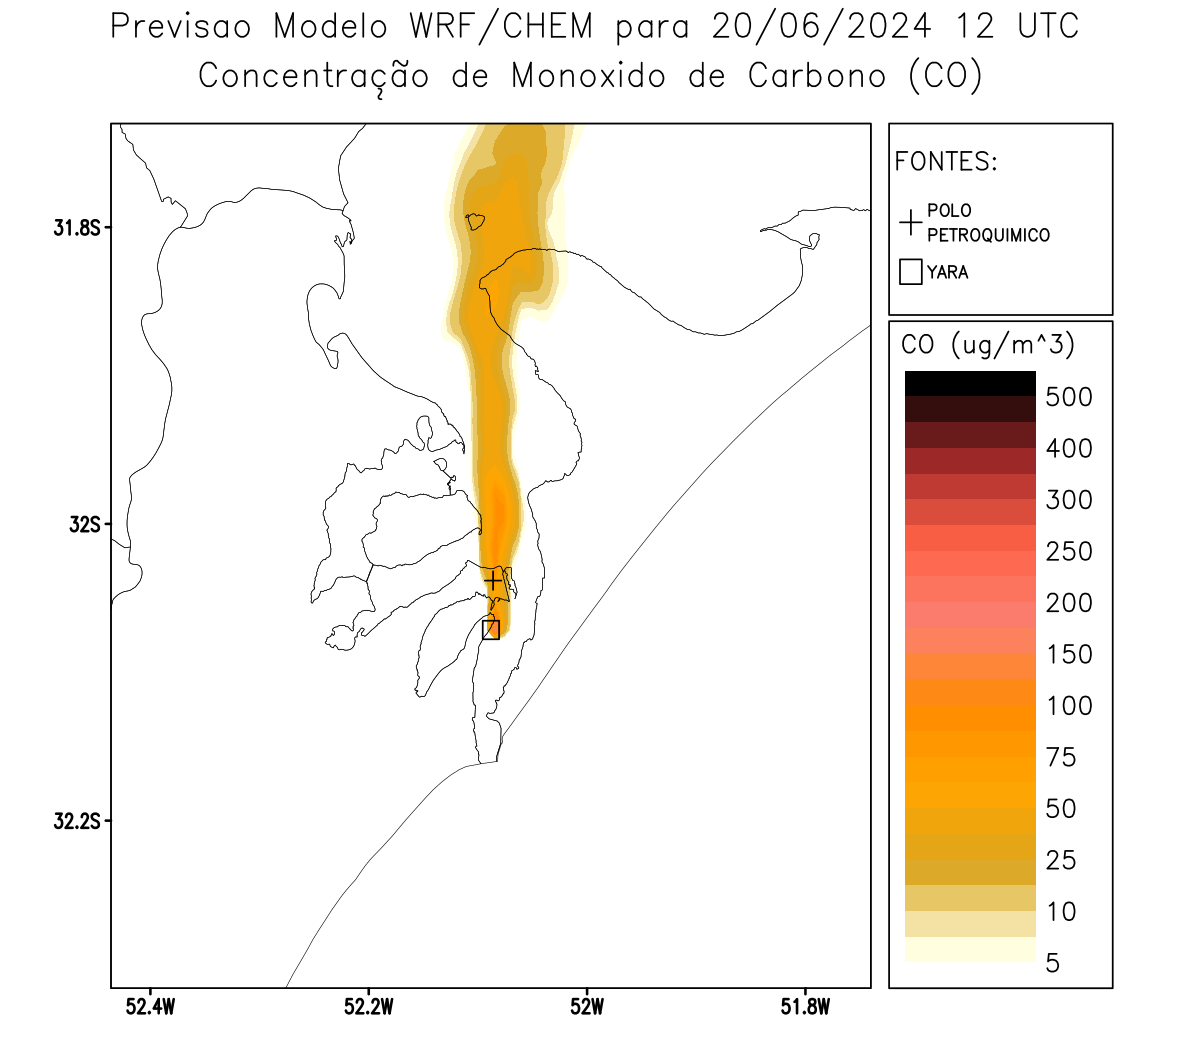 Previsao Modelo WRF/CHEM para 20/06/2024 12 UTC
Concentração de Monoxido de Carbono (CO)
FONTES:
POLO
PETROQUIMICO
YARA
CO (ug/m^3)
500
400
300
250
200
150
100
75
50
25
10
5
31.8S
32S
32.2S
52.4W
52.2W
52W
51.8W